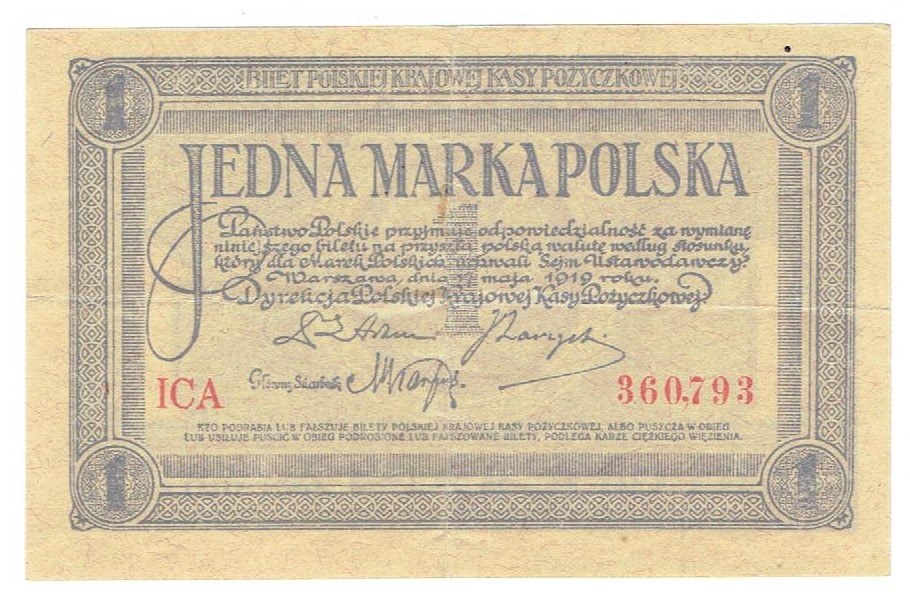 1 BILET POLSKIEJ KRAJOWEJ KASY POŻYCZKOWEJ. 1
JEDNA MARKA POLSKA
1
Państwo Polskie przyjmuje odpowiedzialność za wymianę
niniejszego biletu na przyszłą polską walutę według stosunku,
który dla Marek Polskich uchwali Sejm Ustawodawczy.
Warszawa, dnia 17 maja 1919 roku.
Dyrekcja Polskiej Krajowej Kasy Pożyczkowej
Główny Skarbnik
ICA 360,793
KTO PODRABIA LUB FAŁSZUJE BILETY POLSKIEJ KRAJOWEJ KASY POŻYCZKOWEJ, ALBO PUSZCZA W OBIEG
LUB USIŁUJE PUŚCIĆ W OBIEG PODROBIONE LUB FAŁSZOWANE BILETY, PODLEGA KARZE CIĘŻKIEGO WIĘZIENIA.
1 1